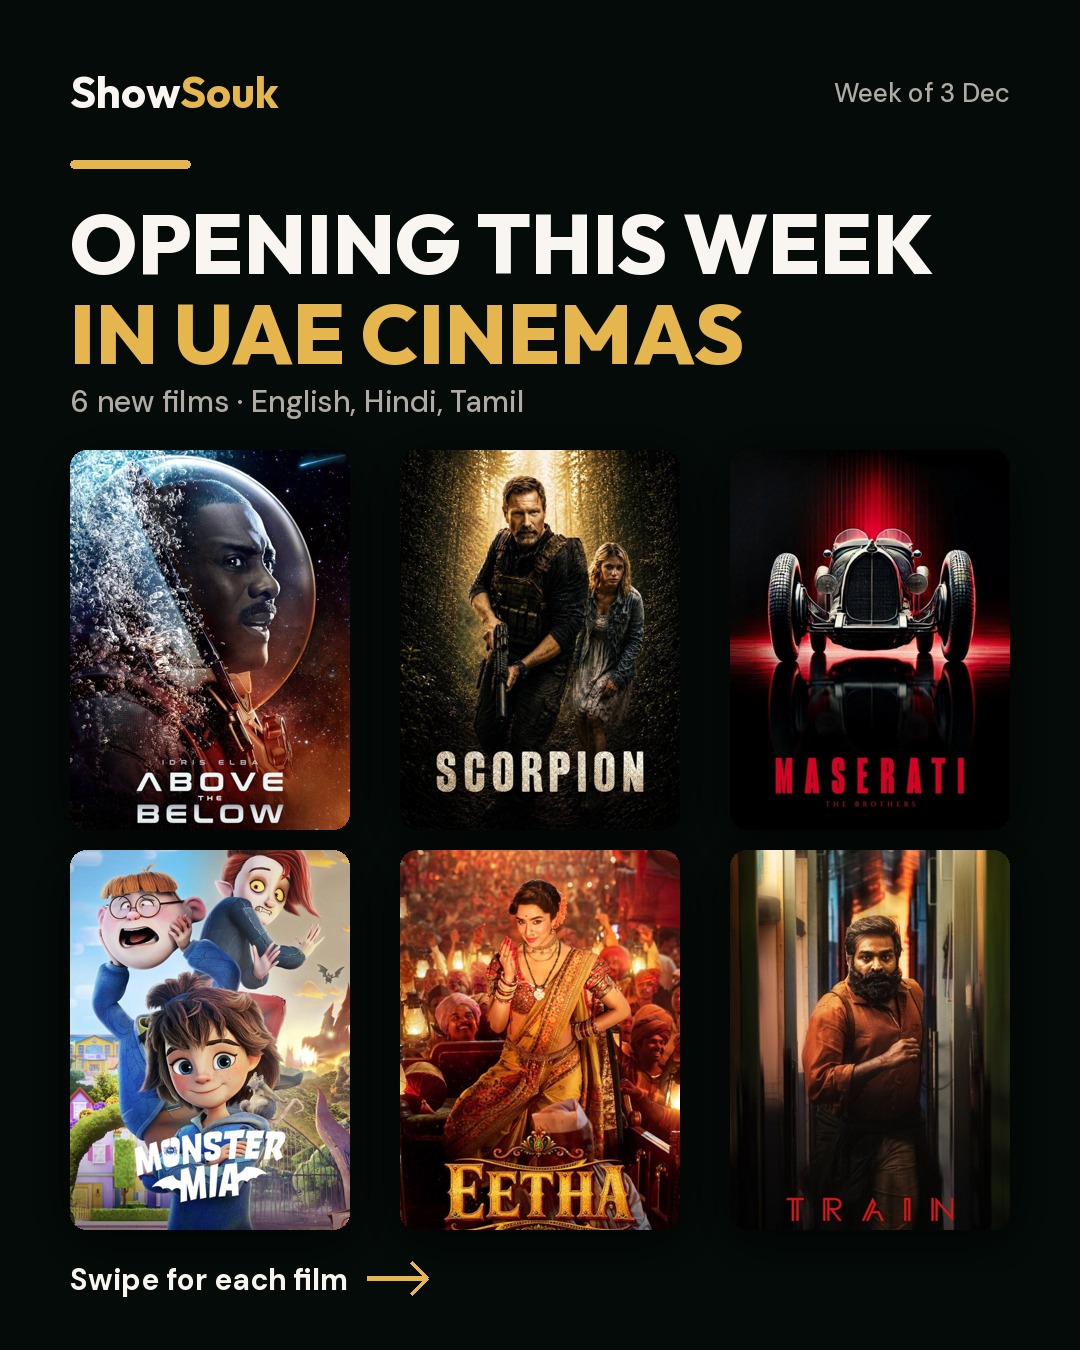 ShowSouk
Week of 3 Dec
OPENING THIS WEEK
IN UAE CINEMAS
6 new films · English, Hindi, Tamil
IDRIS ELBA
ABOVE
THE
BELOW
SCORPION
MASERATI
THE BROTHERS
MONSTER
MIA
EETHA
TRAIN
Swipe for each film